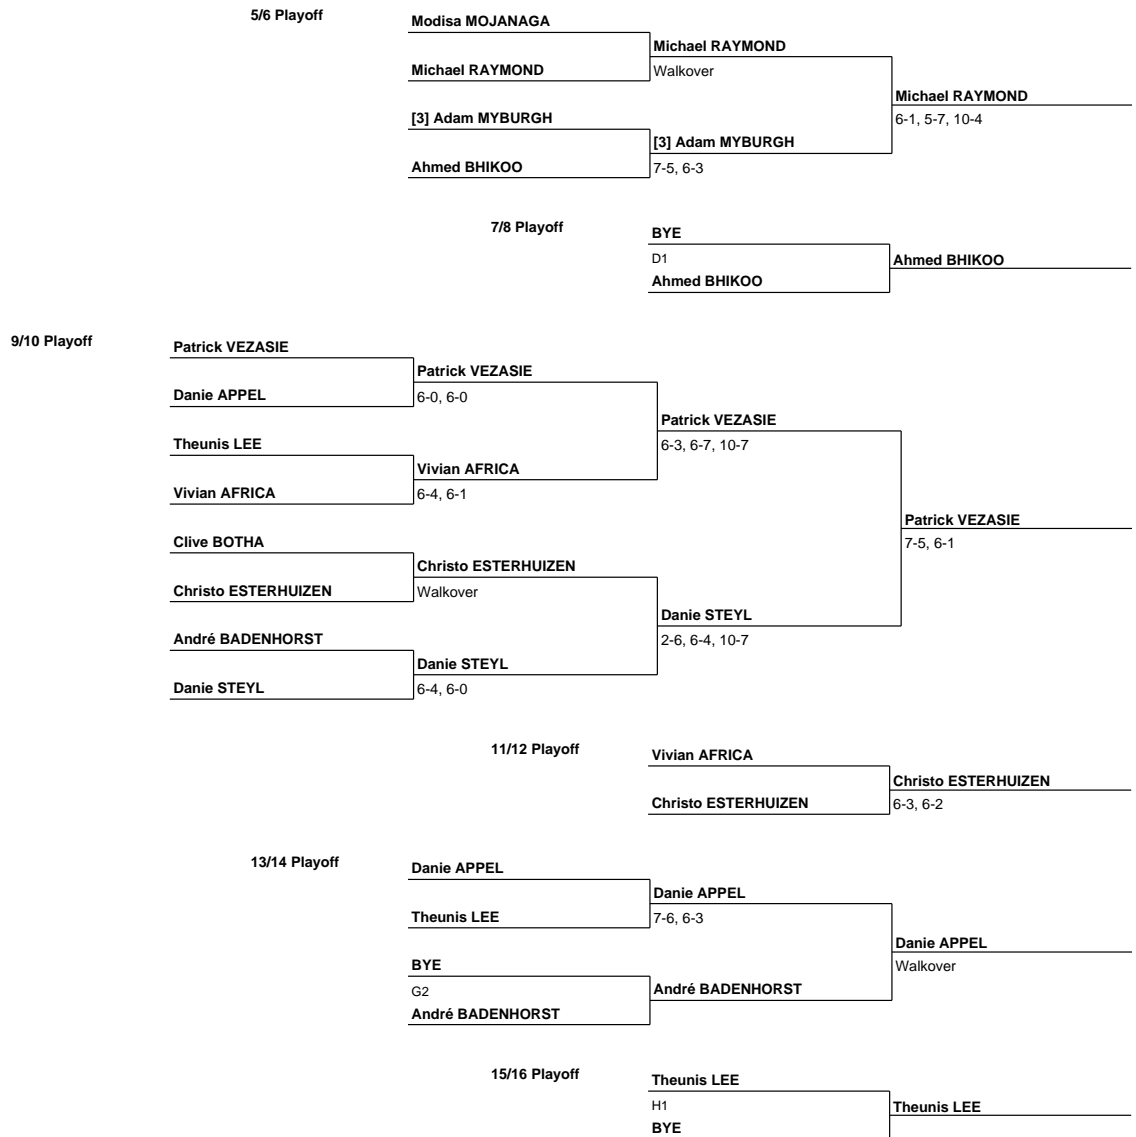 5/6 Playoff
Modisa MOJANAGA
Michael RAYMOND
Michael RAYMOND
Walkover
Michael RAYMOND
6-1, 5-7, 10-4
[3] Adam MYBURGH
[3] Adam MYBURGH
Ahmed BHIKOO
7-5, 6-3
7/8 Playoff
BYE
D1
Ahmed BHIKOO
Ahmed BHIKOO
9/10 Playoff
Patrick VEZASIE
Patrick VEZASIE
Danie APPEL
6-0, 6-0
Patrick VEZASIE
6-3, 6-7, 10-7
Theunis LEE
Vivian AFRICA
Vivian AFRICA
6-4, 6-1
Patrick VEZASIE
7-5, 6-1
Clive BOTHA
Christo ESTERHUIZEN
Christo ESTERHUIZEN
Walkover
Danie STEYL
2-6, 6-4, 10-7
André BADENHORST
Danie STEYL
Danie STEYL
6-4, 6-0
11/12 Playoff
Vivian AFRICA
Christo ESTERHUIZEN
Christo ESTERHUIZEN
6-3, 6-2
13/14 Playoff
Danie APPEL
Danie APPEL
Theunis LEE
7-6, 6-3
Danie APPEL
Walkover
BYE
G2
André BADENHORST
André BADENHORST
15/16 Playoff
Theunis LEE
H1
Theunis LEE
BYE